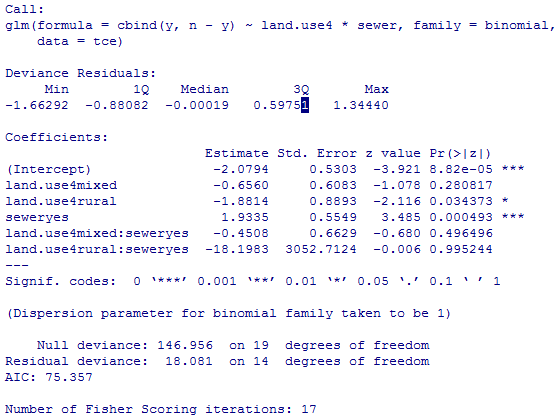 Call:
glm(formula = cbind(y, n - y) ~ land.use4 * sewer, family = binomial,
    data = tce)
Deviance Residuals:
     Min        1Q    Median        3Q       Max
-1.66292  -0.88082  -0.00019   0.59751   1.34440
Coefficients:
                        Estimate Std. Error z value Pr(>|z|)
(Intercept)              -2.0794     0.5303  -3.921 8.82e-05 ***
land.use4mixed           -0.6560     0.6083  -1.078 0.280817
land.use4rural           -1.8814     0.8893  -2.116 0.034373 *
seweryes                  1.9335     0.5549   3.485 0.000493 ***
land.use4mixed:seweryes  -0.4508     0.6629  -0.680 0.496496
land.use4rural:seweryes -18.1983  3052.7124  -0.006 0.995244
---
Signif. codes:  0 ‘***’ 0.001 ‘**’ 0.01 ‘*’ 0.05 ‘.’ 0.1 ‘ ’ 1
(Dispersion parameter for binomial family taken to be 1)
    Null deviance: 146.956  on 19  degrees of freedom
Residual deviance:  18.081  on 14  degrees of freedom
AIC: 75.357
Number of Fisher Scoring iterations: 17